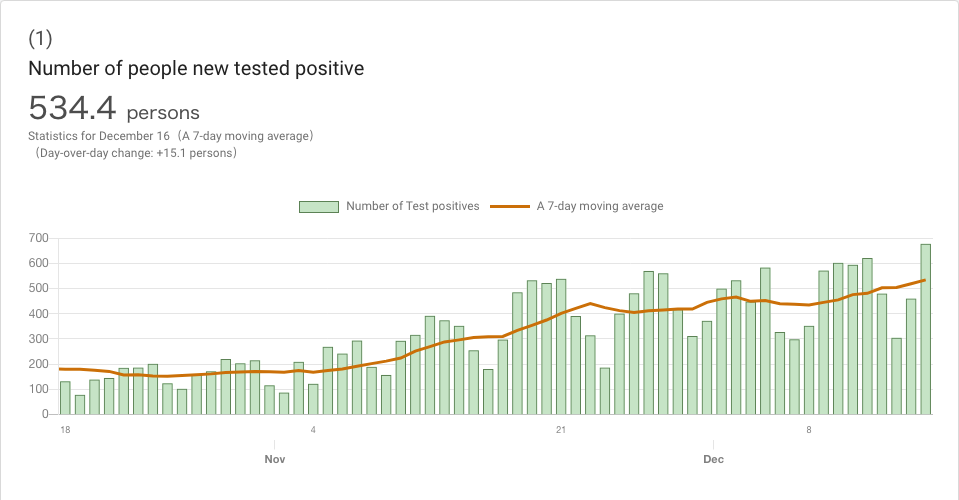 (1)
Number of people new tested positive
534.4 persons
Statistics for December 16（A 7-day moving average）
（Day-over-day change: +15.1 persons）
Number of Test positives A 7-day moving average
700
600
500
400
300
200
100
0
18 4 21 8
Nov Dec